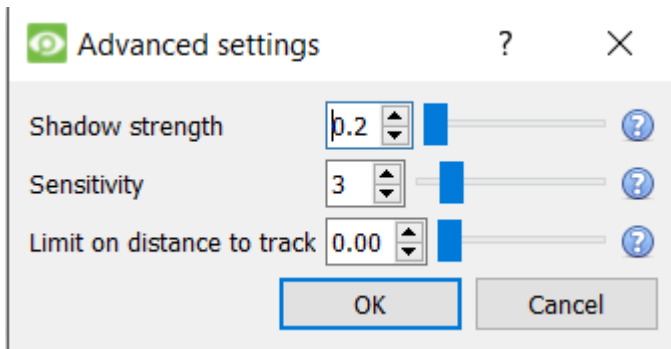 Advanced settings ? ×
Shadow strength 0.2 ?
Sensitivity 3 ?
Limit on distance to track 0.00 ?
OK Cancel